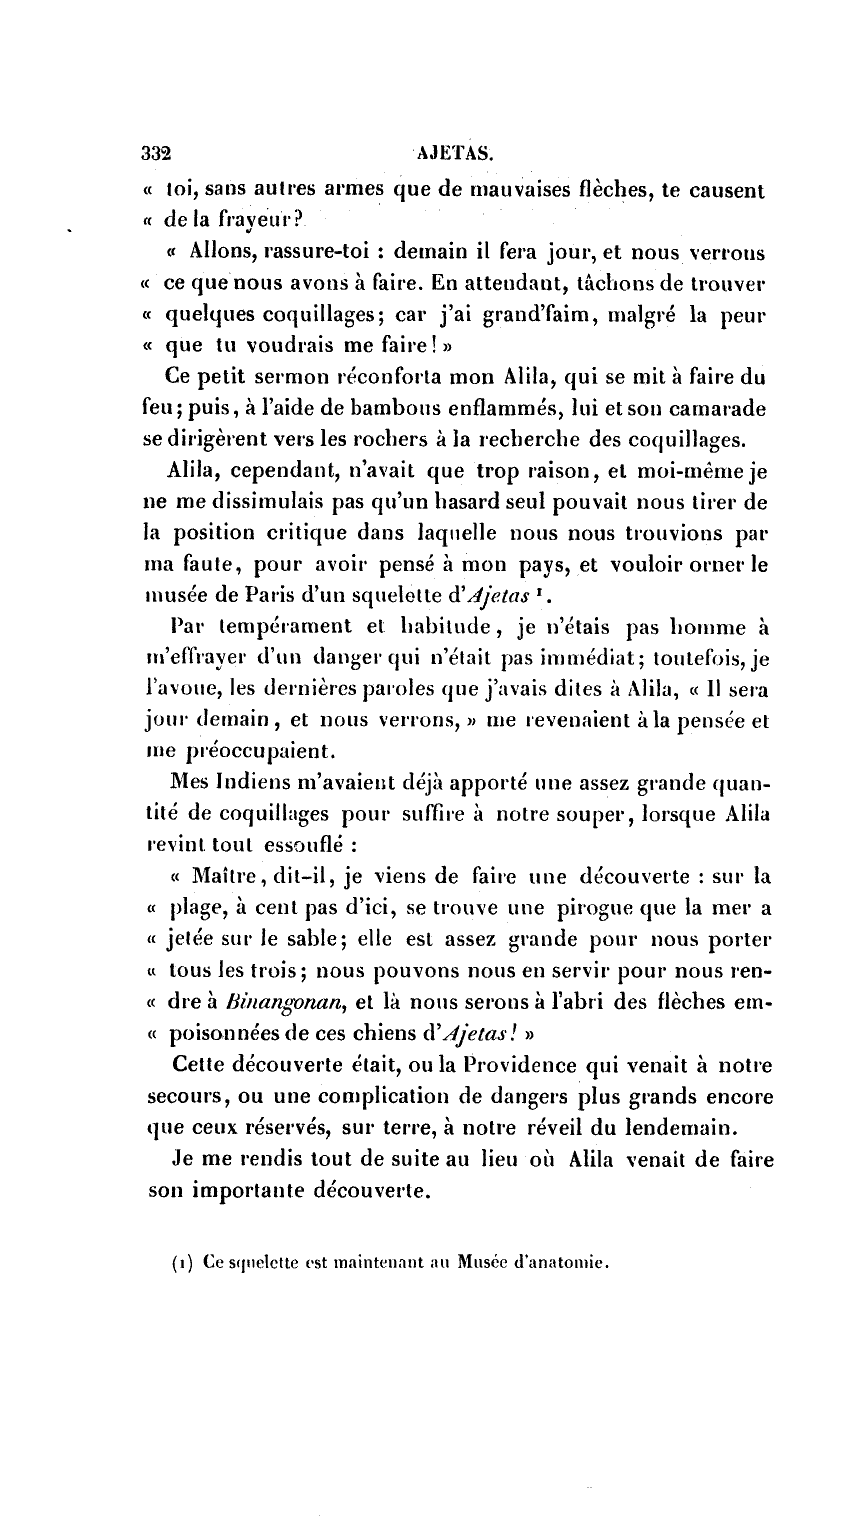 332 AJETAS.
« toi, sans autres armes que de mauvaises flèches, te causent
« de la frayeur?
« Allons, rassure-toi : demain il fera jour, et nous verrons
« ce que nous avons à faire. En attendant, tâchons de trouver
« quelques coquillages; car j'ai grand'faim, malgré la peur
« que tu voudrais me faire! »
Ce petit sermon réconforta mon Alila, qui se mit à faire du
feu; puis, à l'aide de bambous enflammés, lui et son camarade
se dirigèrent vers les rochers à la recherche des coquillages.
Alila, cependant, n'avait que trop raison, et moi-même je
ne me dissimulais pas qu'un hasard seul pouvait nous tirer de
la position critique dans laquelle nous nous trouvions par
ma faute, pour avoir pensé à mon pays, et vouloir orner le
musée de Paris d'un squelette d'Ajetas ¹.
Par tempérament et habitude, je n'étais pas homme à
m'effrayer d'un danger qui n'était pas immédiat; toutefois, je
l'avoue, les dernières paroles que j'avais dites à Alila, « Il sera
jour demain, et nous verrons, » me revenaient à la pensée et
me préoccupaient.
Mes Indiens m'avaient déjà apporté une assez grande quan-
tité de coquillages pour suffire à notre souper, lorsque Alila
revint tout essouflé :
« Maître, dit-il, je viens de faire une découverte : sur la
« plage, à cent pas d'ici, se trouve une pirogue que la mer a
« jetée sur le sable; elle est assez grande pour nous porter
« tous les trois; nous pouvons nous en servir pour nous ren-
« dre à Binangonan, et là nous serons à l'abri des flèches em-
« poisonnées de ces chiens d'Ajetas! »
Cette découverte était, ou la Providence qui venait à notre
secours, ou une complication de dangers plus grands encore
que ceux réservés, sur terre, à notre réveil du lendemain.
Je me rendis tout de suite au lieu où Alila venait de faire
son importante découverte.
(1) Ce squelette est maintenant au Musée d'anatomie.